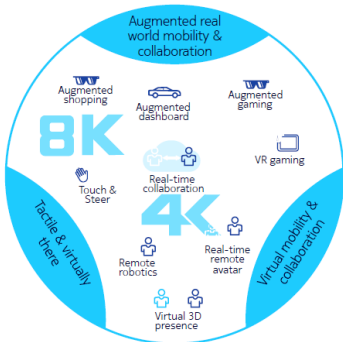 Augmented real
world mobility &
collaboration
Augmented
shopping
Augmented
dashboard
Augmented
gaming
8K
VR gaming
Touch &
Steer
Real-time
collaboration
4K
Tactile & virtually
there
Virtual mobility &
collaboration
Remote
robotics
Real-time
remote
avatar
Virtual 3D
presence